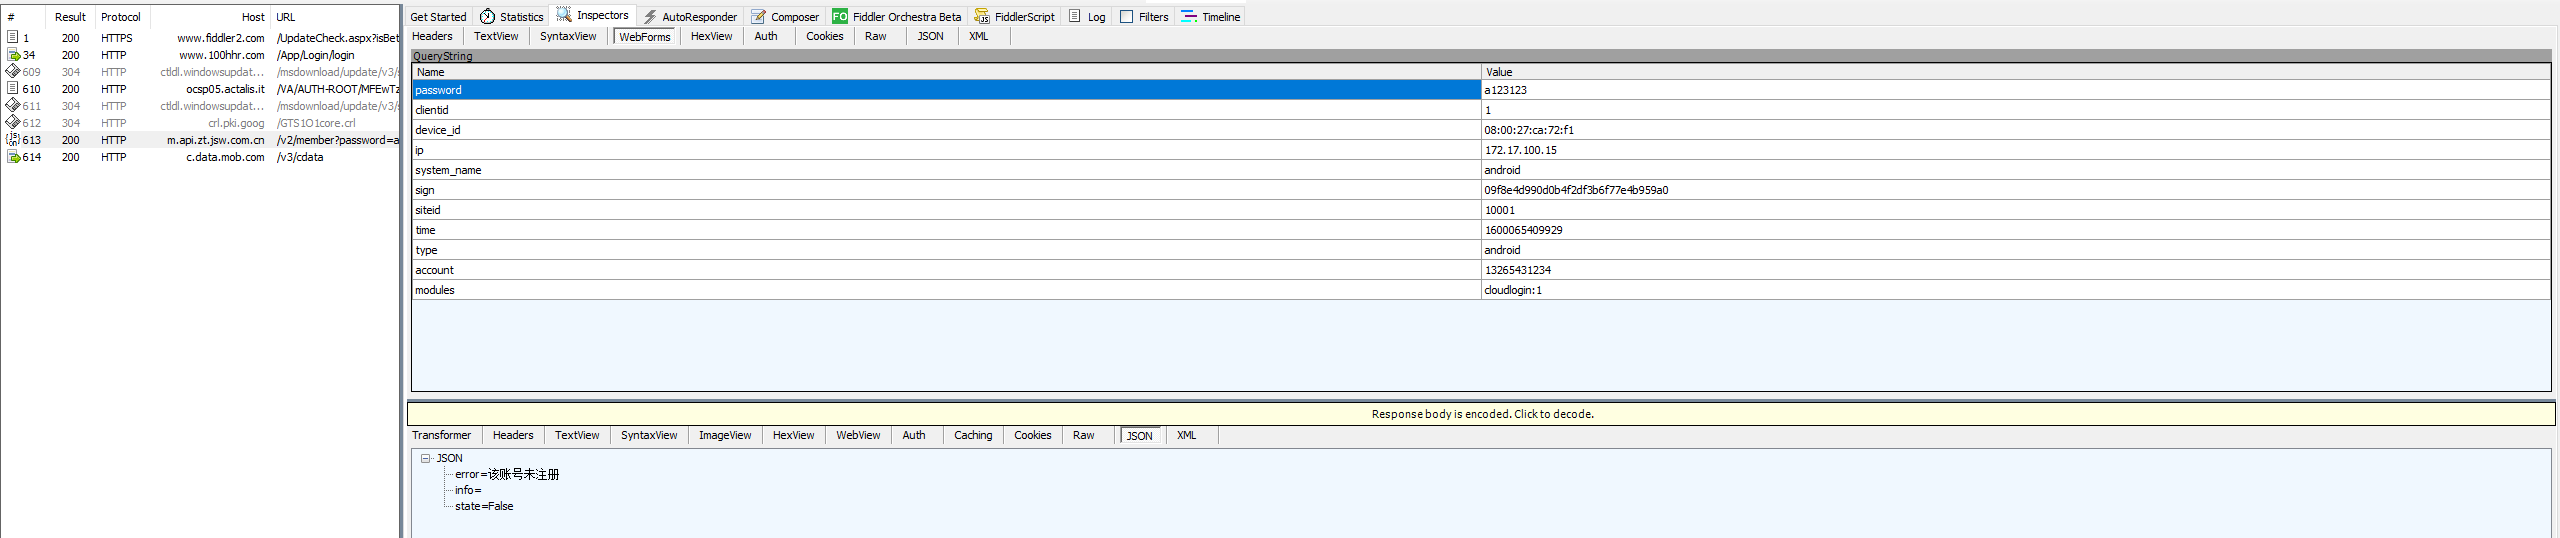 # Result Protocol Host URL
1 200 HTTPS www.fiddler2.com /UpdateCheck.aspx?isBet
34 200 HTTP www.100hhr.com /App/Login/login
609 304 HTTP ctldl.windowsupdat... /msdownload/update/v3/s
610 200 HTTP ocsp05.actalis.it /VA/AUTH-ROOT/MFEwTz
611 304 HTTP ctldl.windowsupdat... /msdownload/update/v3/s
612 304 HTTP crl.pki.goog /GTS1O1core.crl
613 200 HTTP m.api.zt.jsw.com.cn /v2/member?password=a
614 200 HTTP c.data.mob.com /v3/cdata
Get Started Statistics Inspectors AutoResponder Composer FO Fiddler Orchestra Beta FiddlerScript Log Filters Timeline
Headers TextView SyntaxView WebForms HexView Auth Cookies Raw JSON XML
QueryString
Name Value
password a123123
clientid 1
device_id 08:00:27:ca:72:f1
ip 172.17.100.15
system_name android
sign 09f8e4d990d0b4f2df3b6f77e4b959a0
siteid 10001
time 1600065409929
type android
account 13265431234
modules cloudlogin:1
Response body is encoded. Click to decode.
Transformer Headers TextView SyntaxView ImageView HexView WebView Auth Caching Cookies Raw JSON XML
JSON
error=该账号未注册
info=
state=False